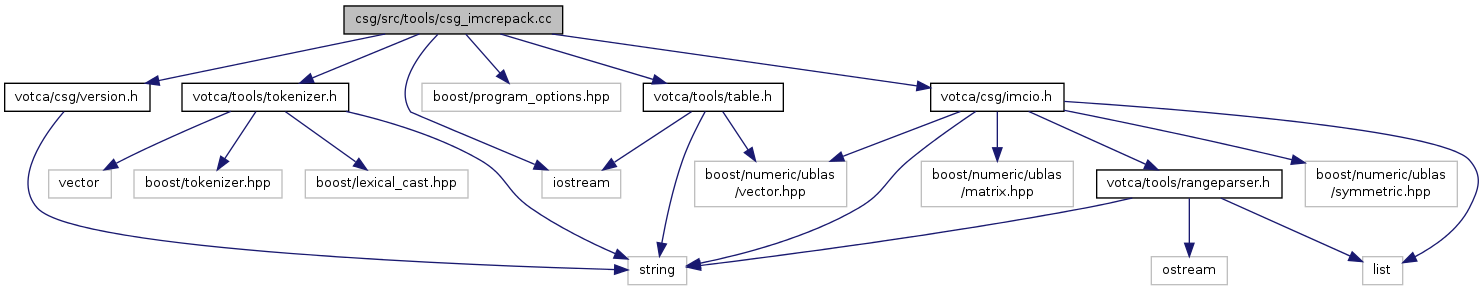 csg/src/tools/csg_imcrepack.cc
votca/csg/version.h
votca/tools/tokenizer.h
boost/program_options.hpp
votca/tools/table.h
votca/csg/imcio.h
vector
boost/tokenizer.hpp
boost/lexical_cast.hpp
iostream
boost/numeric/ublas
/vector.hpp
boost/numeric/ublas
/matrix.hpp
votca/tools/rangeparser.h
boost/numeric/ublas
/symmetric.hpp
string
ostream
list